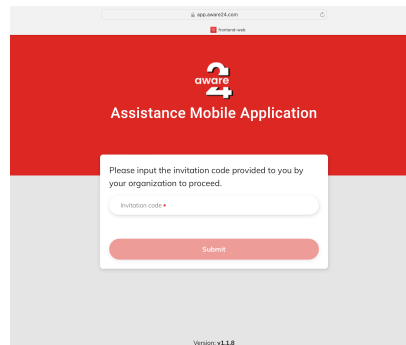 app.aware24.com
frontend-web
aware
24
Assistance Mobile Application
Please input the invitation code provided to you by
your organization to proceed.
Invitation code •
Submit
Version: v1.1.8